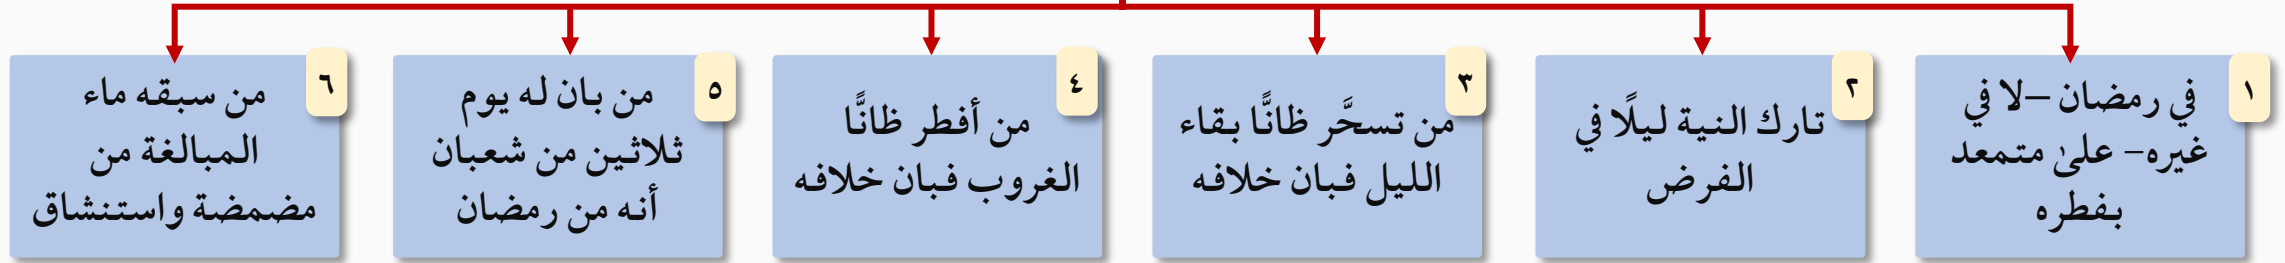 ١
في رمضان –لا في
غيره– علىٰ متمعد
بفطره
٢
تارك النية ليلًا في
الفرض
٣
من تسحَّر ظانًّا بقاء
الليل فبان خلافه
٤
من أفطر ظانًّا
الغروب فبان خلافه
٥
من بان له يوم
ثلاثين من شعبان
أنه من رمضان
٦
من سبقه ماء
المبالغة من
مضمضة واستنشاق